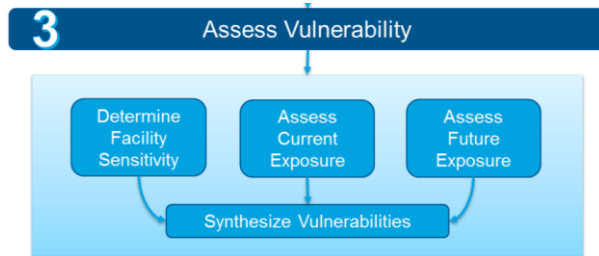 3
Assess Vulnerability
Determine
Facility
Sensitivity
Assess
Current
Exposure
Assess
Future
Exposure
Synthesize Vulnerabilities